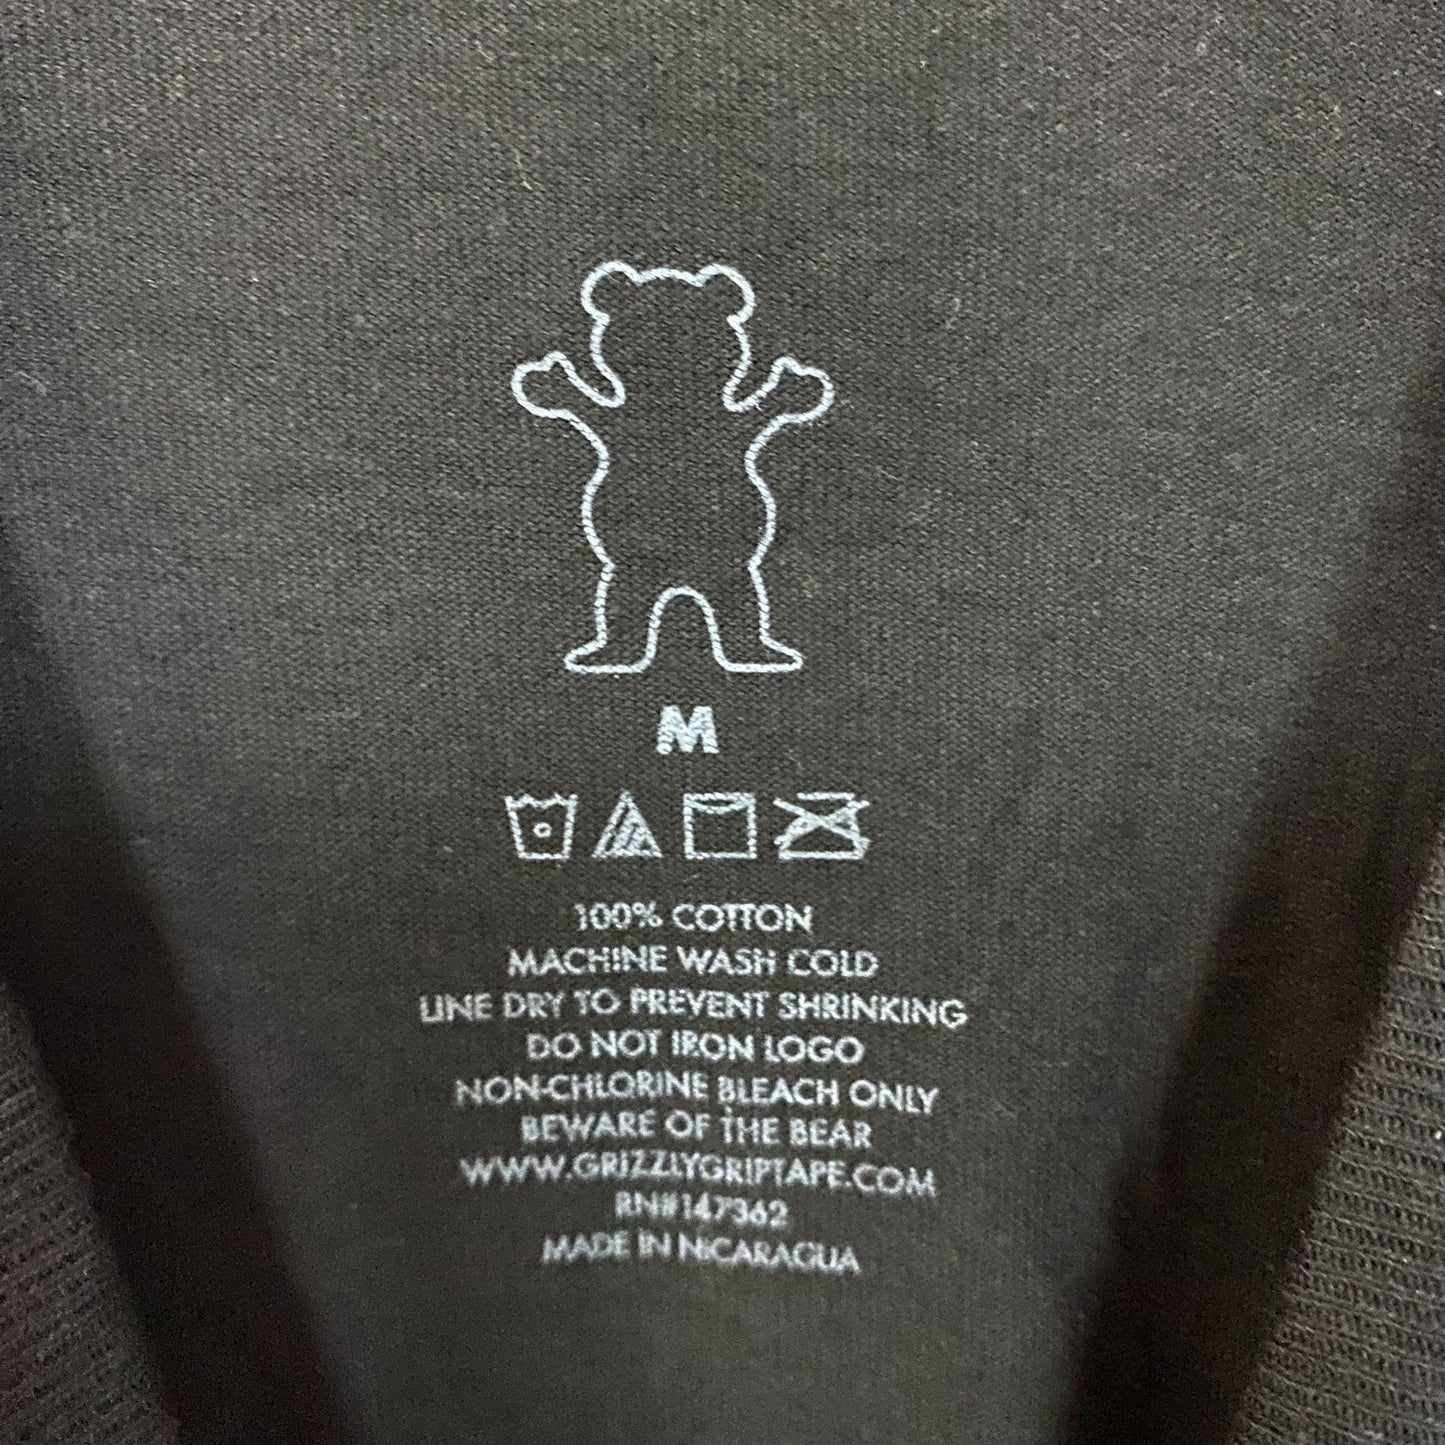 M
100% COTTON
MACHINE WASH COLD
LINE DRY TO PREVENT SHRINKING
DO NOT IRON LOGO
NON-CHLORINE BLEACH ONLY
BEWARE OF THE BEAR
WWW.GRIZZLYGRIPTAPE.COM
RN#147362
MADE IN NICARAGUA